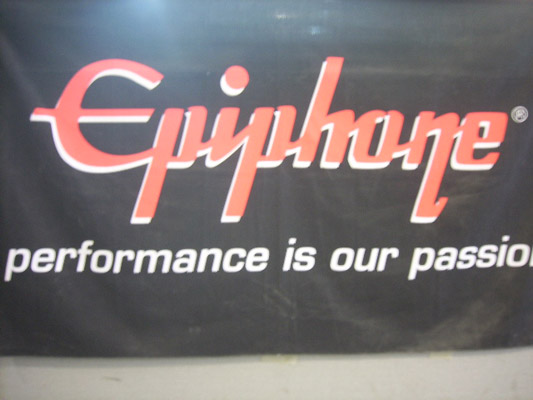 Epiphone®
performance is our passio